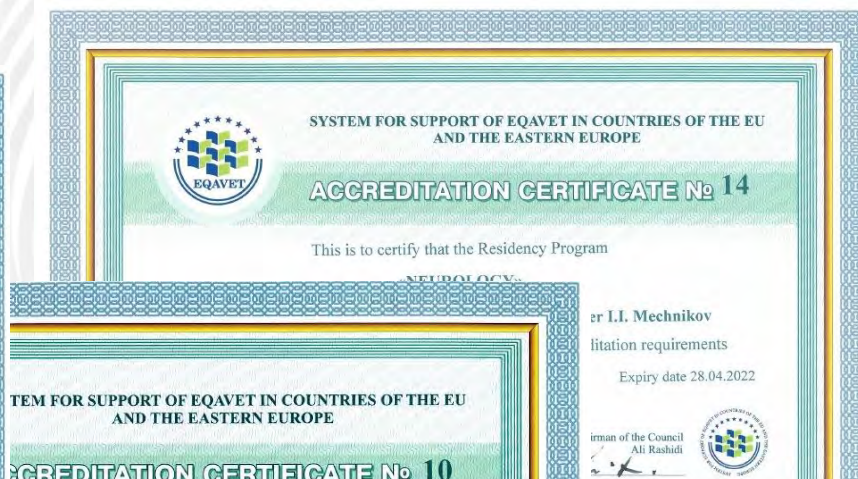 SYSTEM FOR SUPPORT OF EQAVET IN COUNTRIES OF THE EU
AND THE EASTERN EUROPE
EQAVET
ACCREDITATION CERTIFICATE № 14
This is to certify that the Residency Program
«NEUROLOGY»
er I.I. Mechnikov
litation requirements
Expiry date 28.04.2022
irman of the Council
Ali Rashidi
TEM FOR SUPPORT OF EQAVET IN COUNTRIES OF THE EU
AND THE EASTERN EUROPE
CCREDITATION CERTIFICATE № 10